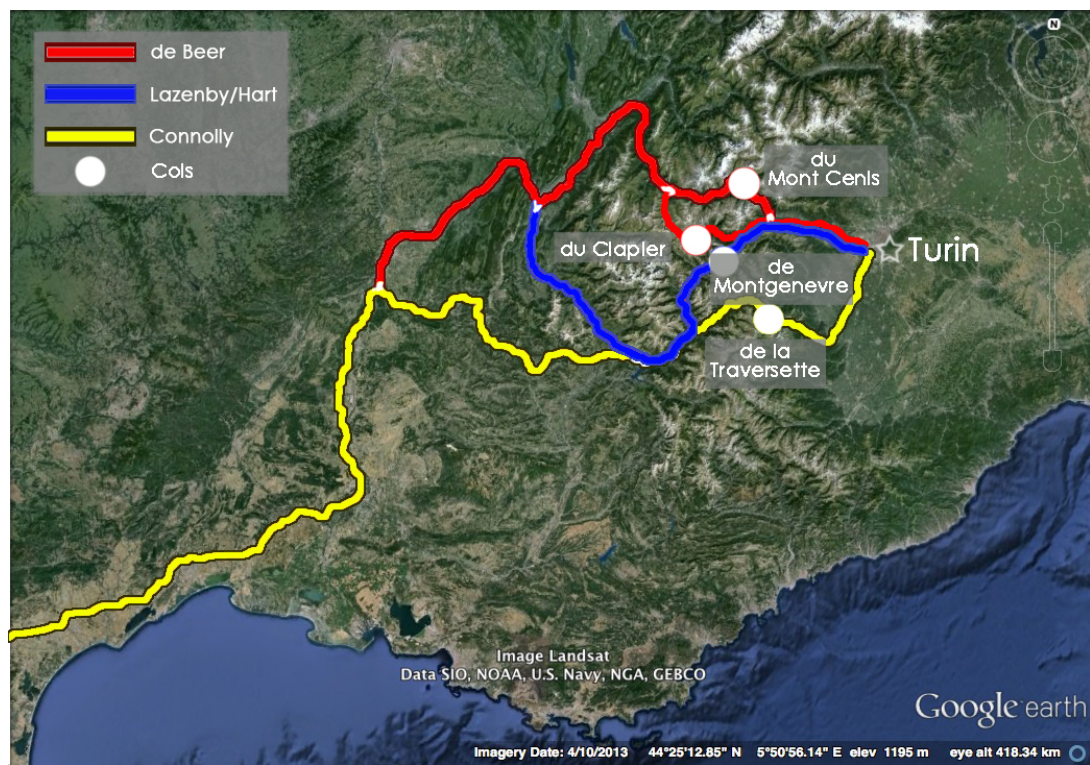 de Beer
Lazenby/Hart
Connolly
Cols
N
du
Mont Cenis
du Clapier
Turin
de
Montgenevre
de la
Traversette
Image Landsat
Data SIO, NOAA, U.S. Navy, NGA, GEBCO
Google earth
Imagery Date: 4/10/2013 44°25'12.85" N 5°50'56.14" E elev 1195 m eye alt 418.34 km